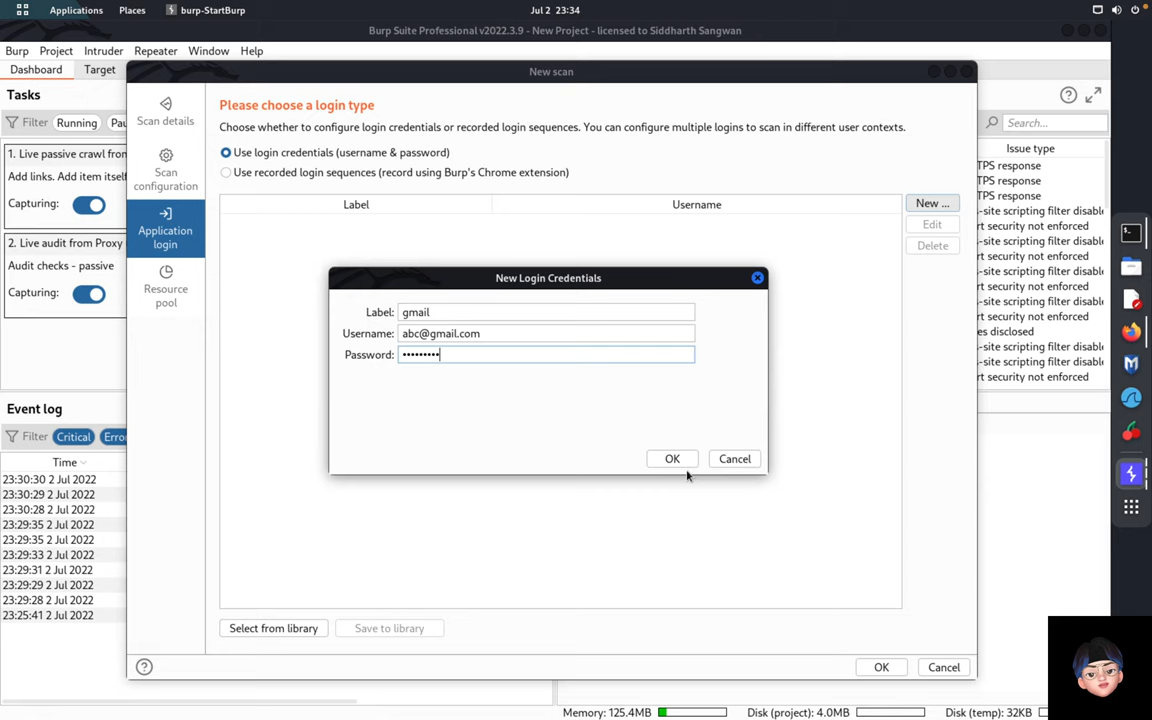 Applications Places burp-StartBurp Jul 2 23:34
Burp Suite Professional v2022.3.9 - New Project - licensed to Siddharth Sangwan
Burp Project Intruder Repeater Window Help
Dashboard Target
New scan
Tasks
Filter Running
Search...
1. Live passive crawl from
Add links. Add item itself
Capturing:
2. Live audit from Proxy
Audit checks - passive
Capturing:
Scan details
Scan
configuration
Application
login
Resource
pool
Please choose a login type
Choose whether to configure login credentials or recorded login sequences. You can configure multiple logins to scan in different user contexts.
Use login credentials (username & password)
Use recorded login sequences (record using Burp's Chrome extension)
Label Username
New ...
Edit
Delete
New Login Credentials
Label: gmail
Username: abc@gmail.com
Password: •••••••••
OK Cancel
Select from library Save to library
OK Cancel
Issue type
TPS response
TPS response
TPS response
-site scripting filter disable
rt security not enforced
-site scripting filter disable
rt security not enforced
-site scripting filter disable
rt security not enforced
-site scripting filter disable
rt security not enforced
es disclosed
-site scripting filter disable
-site scripting filter disable
rt security not enforced
Event log
Filter Critical
Time
23:30:30 2 Jul 2022
23:30:29 2 Jul 2022
23:30:28 2 Jul 2022
23:29:35 2 Jul 2022
23:29:35 2 Jul 2022
23:29:33 2 Jul 2022
23:29:31 2 Jul 2022
23:29:29 2 Jul 2022
23:29:28 2 Jul 2022
23:25:41 2 Jul 2022
Memory: 125.4MB Disk (project): 4.0MB Disk (temp): 32KB